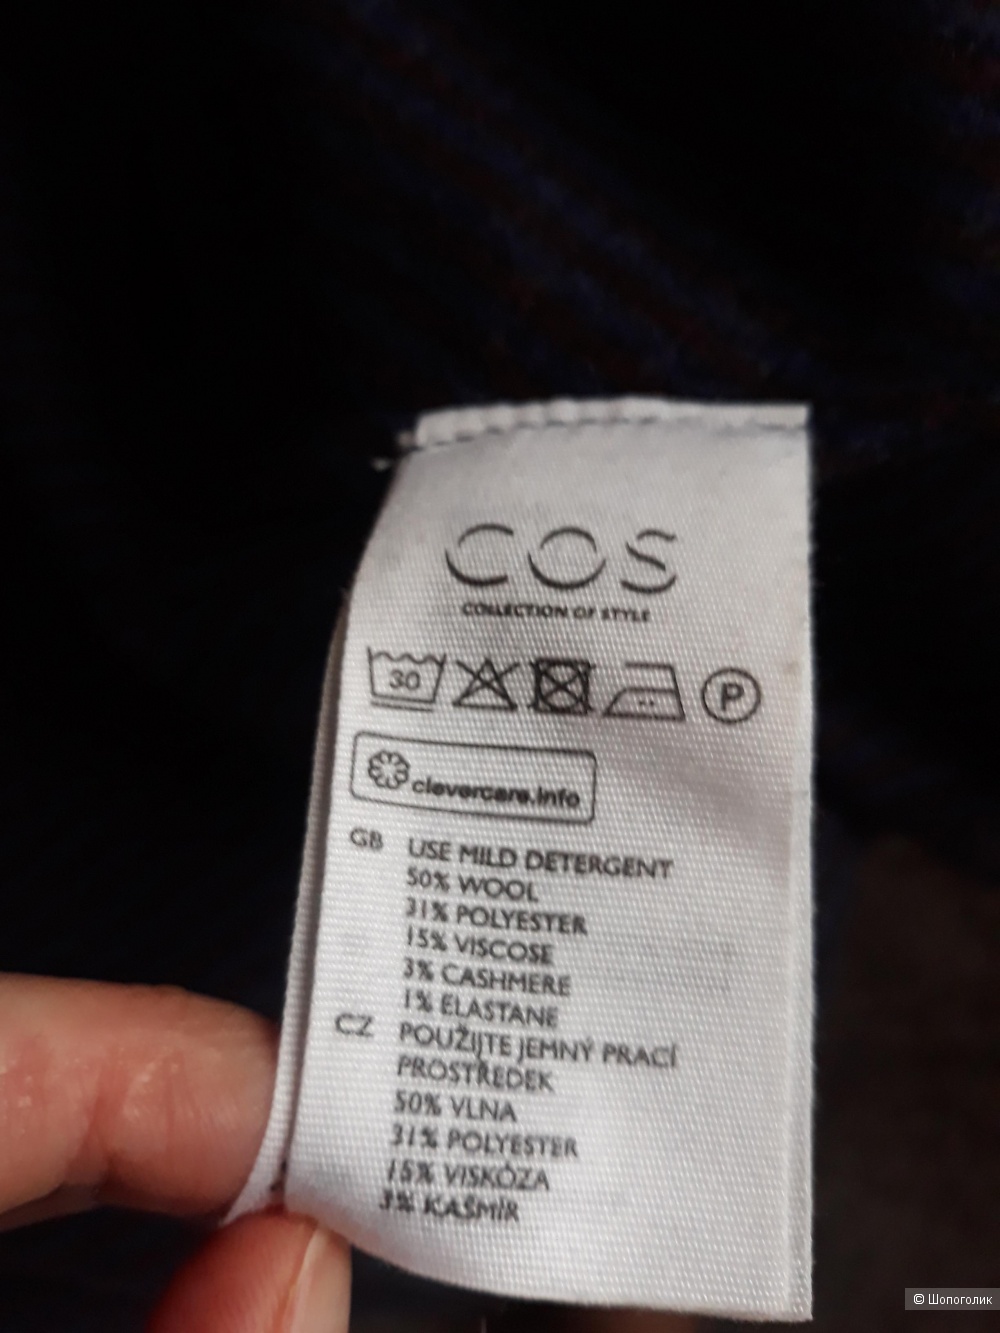 COS
COLLECTION OF STYLE
30
P
clevercare.info
GB USE MILD DETERGENT
50% WOOL
31% POLYESTER
15% VISCOSE
3% CASHMERE
1% ELASTANE
CZ POUŽIJTE JEMNÝ PRACÍ
PROSTŘEDEK
50% VLNA
31% POLYESTER
15% VISKÓZA
3% KAŠMÍR
© Шопоголик